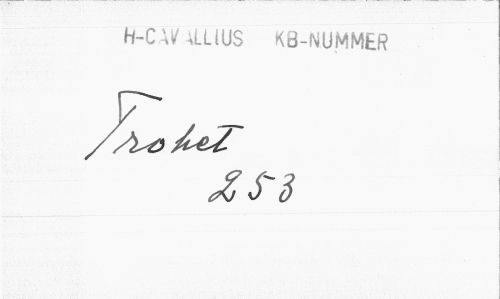 H-CAVALLIUS KB-NUMMER
Trohet
253